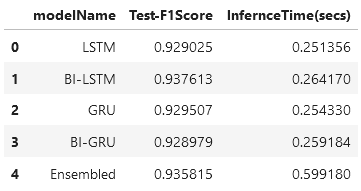 modelName Test-F1Score InfernceTime(secs)
0 LSTM 0.929025 0.251356
1 BI-LSTM 0.937613 0.264170
2 GRU 0.929507 0.254330
3 BI-GRU 0.928979 0.259184
4 Ensembled 0.935815 0.599180